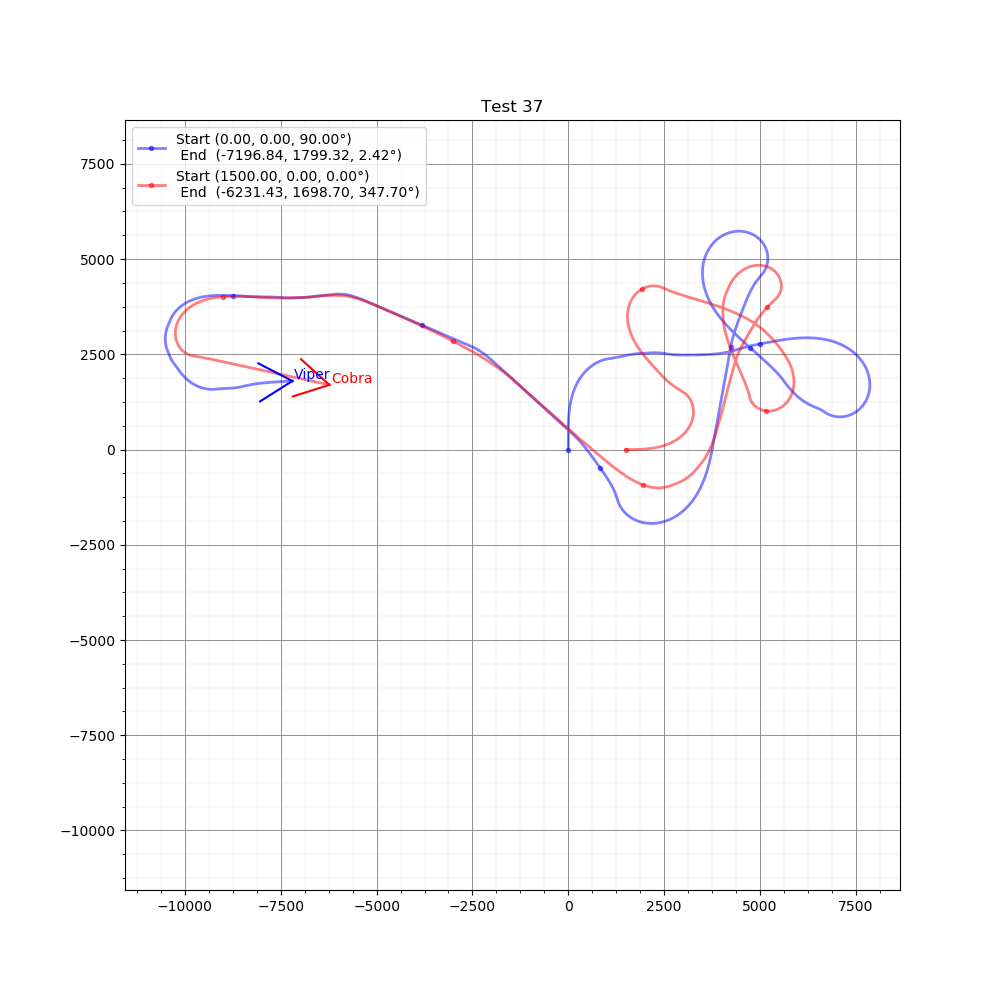 Test 37
Start (0.00, 0.00, 90.00°)
End  (-7196.84, 1799.32, 2.42°)
Start (1500.00, 0.00, 0.00°)
End  (-6231.43, 1698.70, 347.70°)
7500
5000
2500
0
−2500
−5000
−7500
−10000
Viper
Cobra
−10000 −7500 −5000 −2500 0 2500 5000 7500